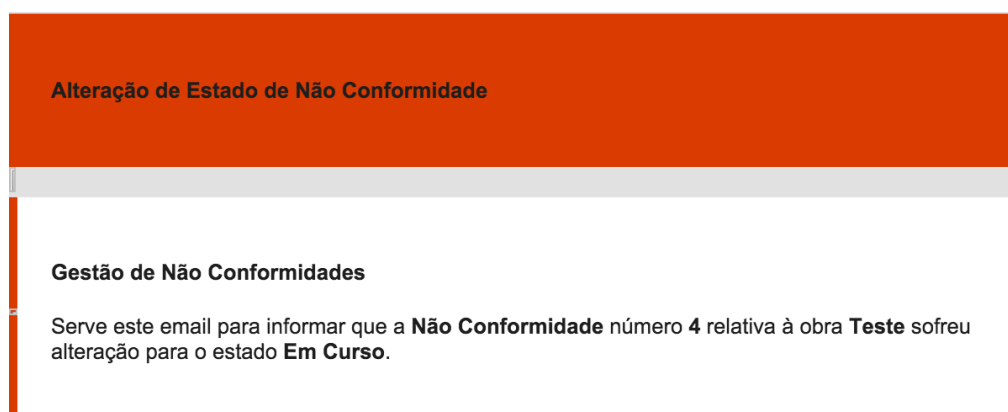 Alteração de Estado de Não Conformidade
Gestão de Não Conformidades
Serve este email para informar que a Não Conformidade número 4 relativa à obra Teste sofreu
alteração para o estado Em Curso.